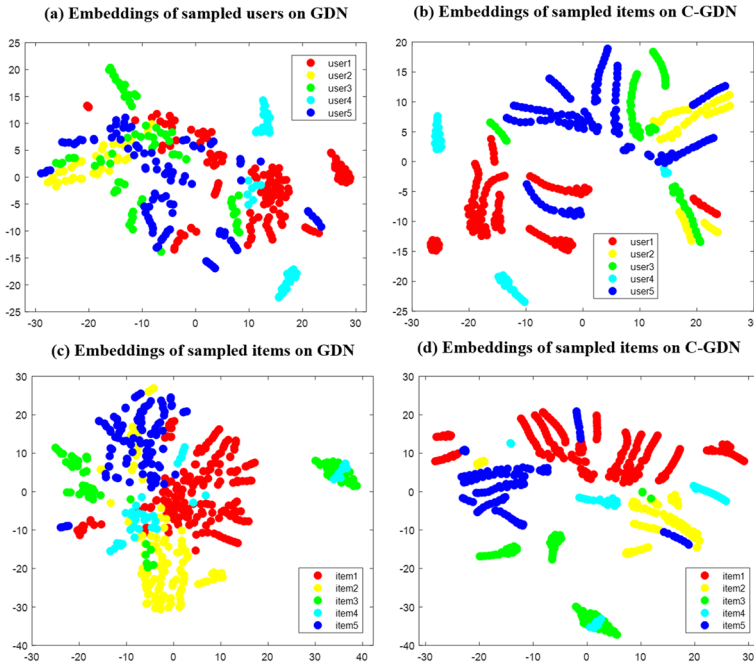 (a) Embeddings of sampled users on GDN
30
25
20
15
10
5
0
-5
-10
-15
-20
-25
-30
-20
-10
0
10
20
30
user1
user2
user3
user4
user5
(b) Embeddings of sampled items on C-GDN
20
15
10
5
0
-5
-10
-15
-20
-25
-30
-20
-10
0
10
20
30
user1
user2
user3
user4
user5
(c) Embeddings of sampled items on GDN
30
20
10
0
-10
-20
-30
-40
-30
-20
-10
0
10
20
30
40
item1
item2
item3
item4
item5
(d) Embeddings of sampled items on C-GDN
30
20
10
0
-10
-20
-30
-40
-30
-20
-10
0
10
20
30
item1
item2
item3
item4
item5